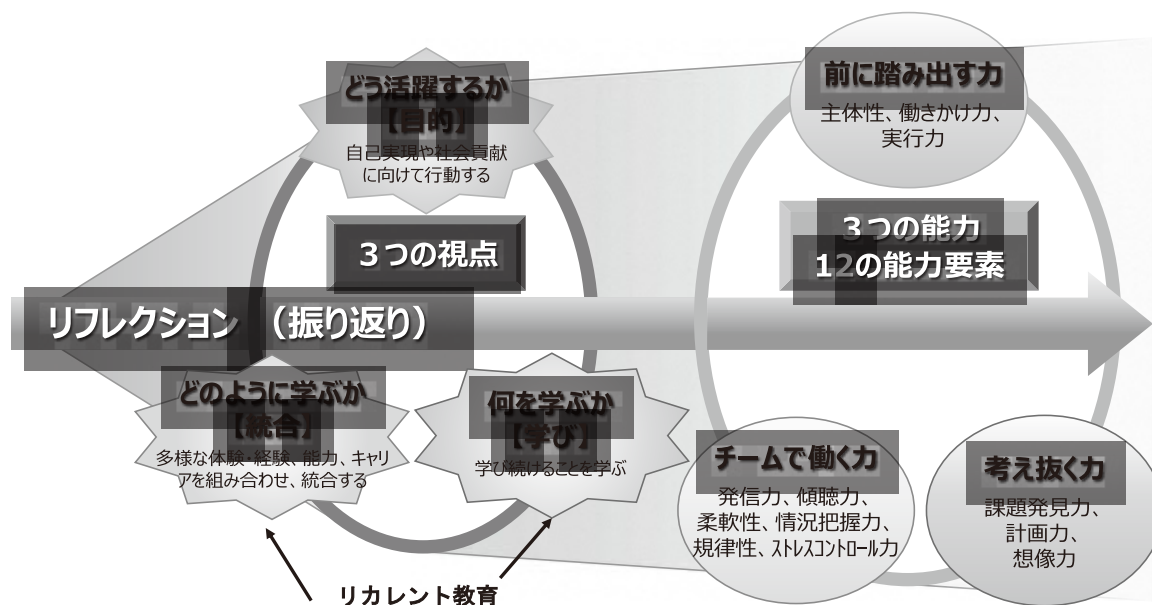 どう活躍するか
【目的】
自己実現や社会貢献
に向けて行動する
3つの視点
リフレクション （振り返り）
どのように学ぶか
【統合】
多様な体験・経験、能力、キャリ
アを組み合わせ、統合する
何を学ぶか
【学び】
学び続けることを学ぶ
リカレント教育
前に踏み出す力
主体性、働きかけ力、
実行力
3つの能力
12の能力要素
チームで働く力
発信力、傾聴力、
柔軟性、情況把握力、
規律性、ストレスコントロール力
考え抜く力
課題発見力、
計画力、
想像力